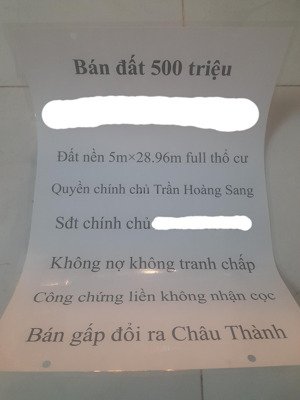 Bán đất 500 triệu
Đất nền 5m×28.96m full thổ cư
Quyển chính chủ Trần Hoàng Sang
Sđt chính chủ
Không nợ không tranh chấp
Công chứng liền không nhận cọc
Bán gấp đổi ra Châu Thành